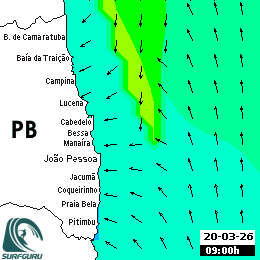 B. de Camaratuba
Baía da Traição
Campina
Lucena
Cabedelo
PB
Bessa
Manaíra
João Pessoa
Jacumã
Coqueirinho
Praia Bela
Pitimbu
SURFGURU
20-03-26
09:00h